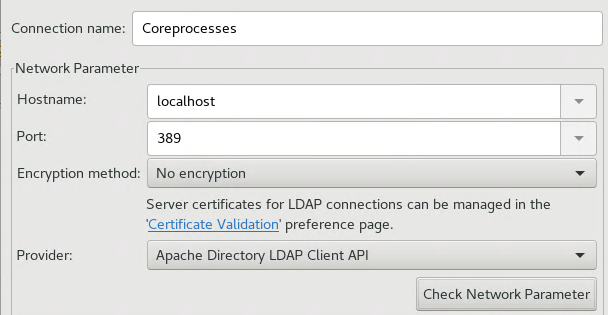 Connection name: Coreprocesses
Network Parameter
Hostname: localhost
Port: 389
Encryption method: No encryption
Server certificates for LDAP connections can be managed in the
'Certificate Validation' preference page.
Provider: Apache Directory LDAP Client API
Check Network Parameter